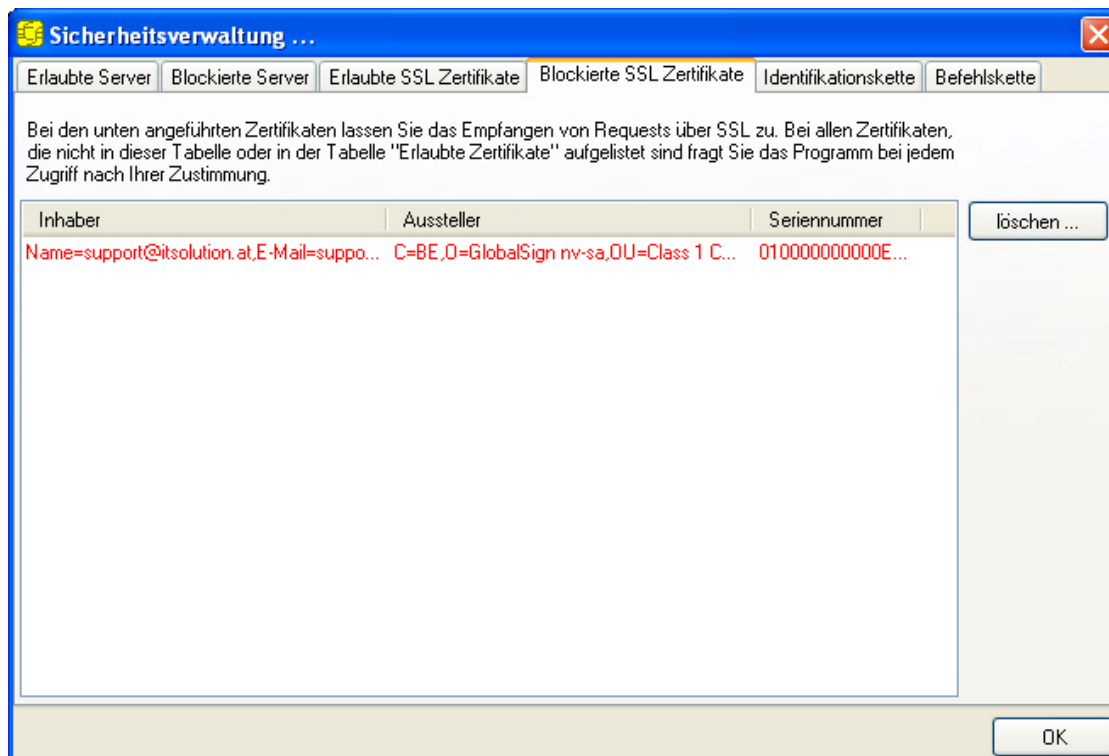 Sicherheitsverwaltung ...
Erlaubte Server Blockierte Server Erlaubte SSL Zertifikate Blockierte SSL Zertifikate Identifikationskette Befehlskette
Bei den unten angeführten Zertifikaten lassen Sie das Empfangen von Requests über SSL zu. Bei allen Zertifikaten,
die nicht in dieser Tabelle oder in der Tabelle "Erlaubte Zertifikate" aufgelistet sind fragt Sie das Programm bei jedem
Zugriff nach Ihrer Zustimmung.
Inhaber Aussteller Seriennummer löschen ...
Name=support@itsolution.at,E-Mail=suppo... C=BE,O=GlobalSign nv-sa,OU=Class 1 C... 010000000000E...
OK